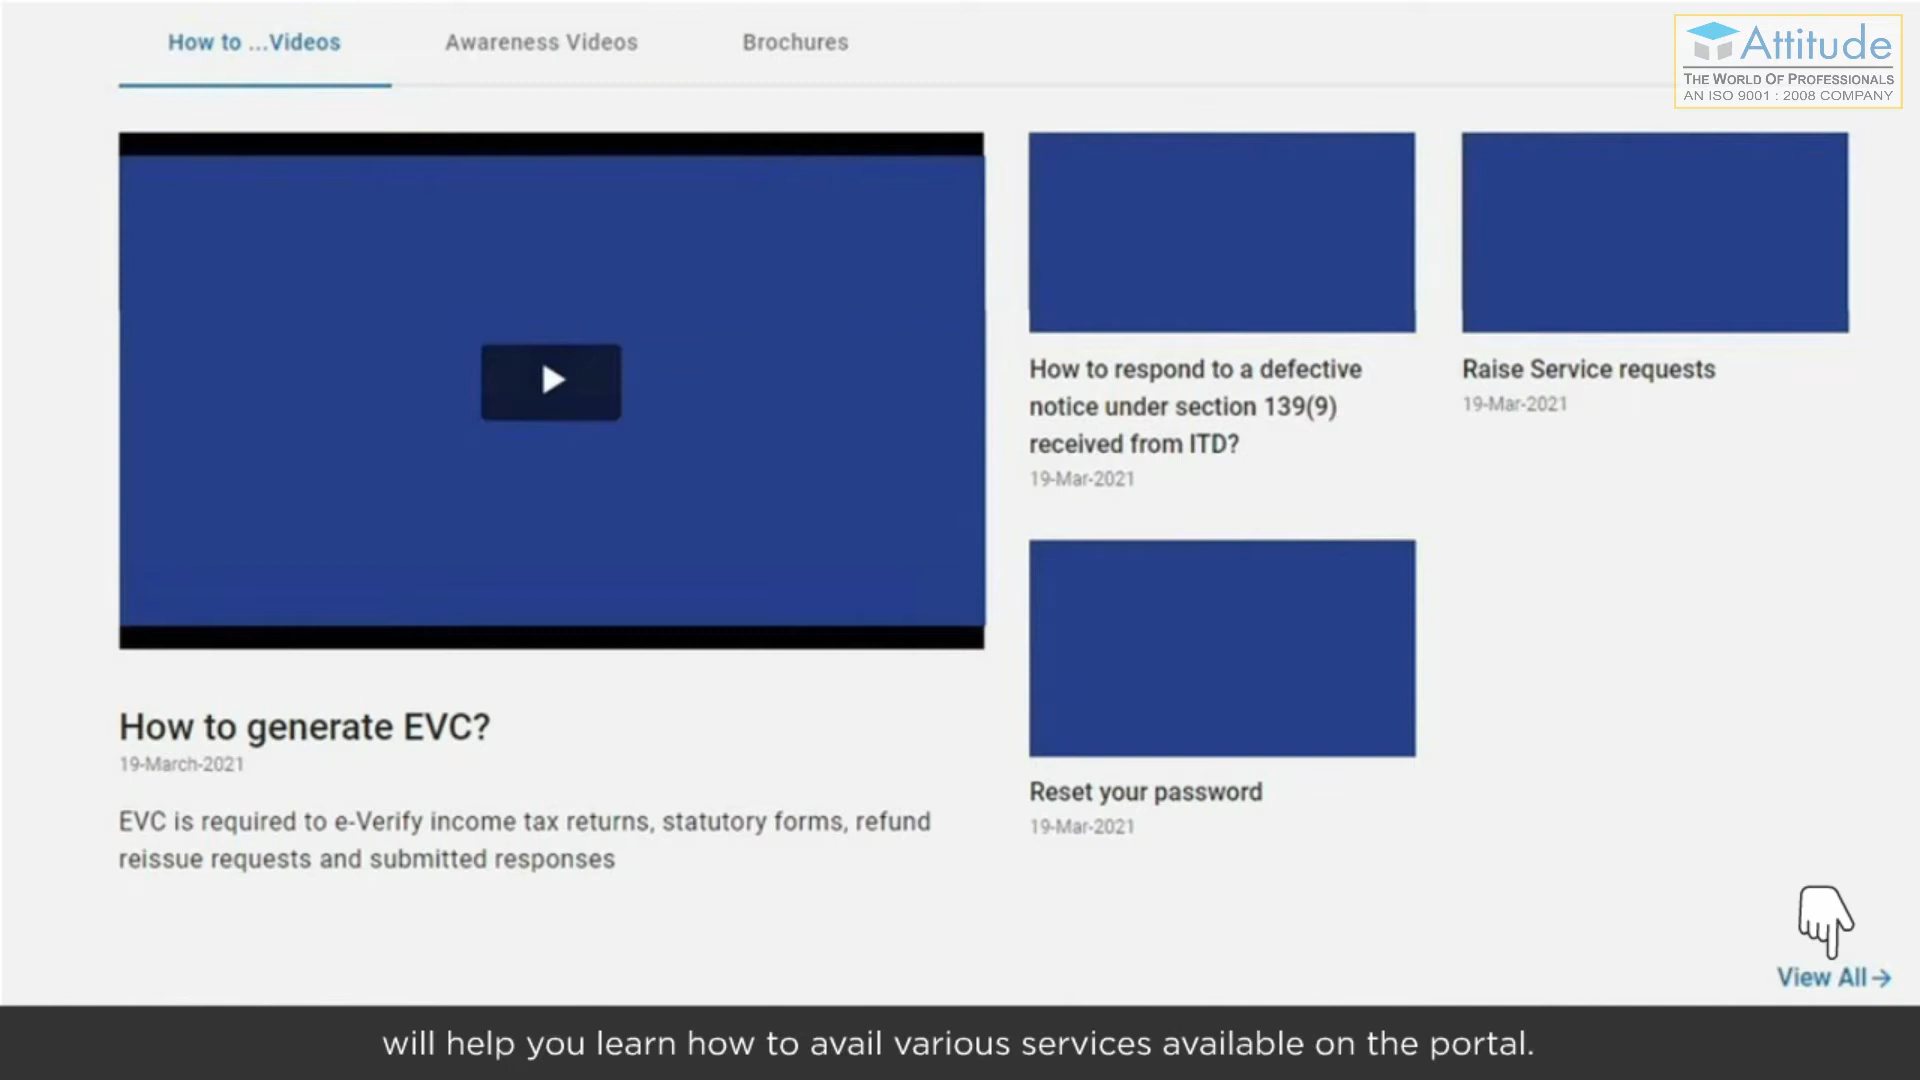 How to ...Videos
Awareness Videos
Brochures
Attitude
THE WORLD OF PROFESSIONALS
AN ISO 9001 : 2008 COMPANY
How to generate EVC?
19-March-2021
EVC is required to e-Verify income tax returns, statutory forms, refund
reissue requests and submitted responses
How to respond to a defective
notice under section 139(9)
received from ITD?
19-Mar-2021
Raise Service requests
19-Mar-2021
Reset your password
19-Mar-2021
View All→
will help you learn how to avail various services available on the portal.